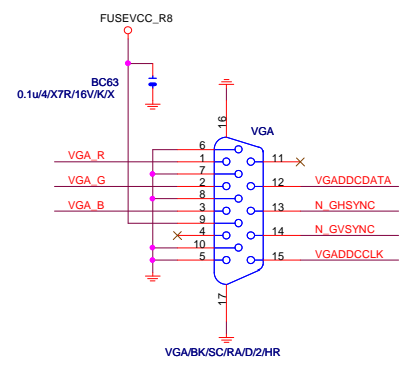 FUSEVCC_R8
BC63
0.1u/4/X7R/16V/K/X
16
VGA
6
VGA_R 1 11
7
VGA_G 2 12 VGADDCDATA
8
VGA_B 3 13 N_GHSYNC
9
4 14 N_GVSYNC
10
5 15 VGADDCCLK
17
VGA/BK/SC/RA/D/2/HR